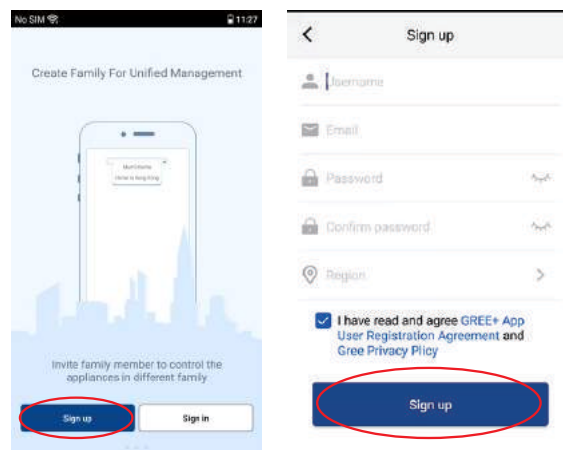 No SIM 11:27
Create Family For Unified Management
Invite family member to control the
appliances in different family
Sign up
Sign in
Sign up
Username
Email
Password
Confirm password
Region
I have read and agree GREE+ App
User Registration Agreement and
Gree Privacy Plicy
Sign up